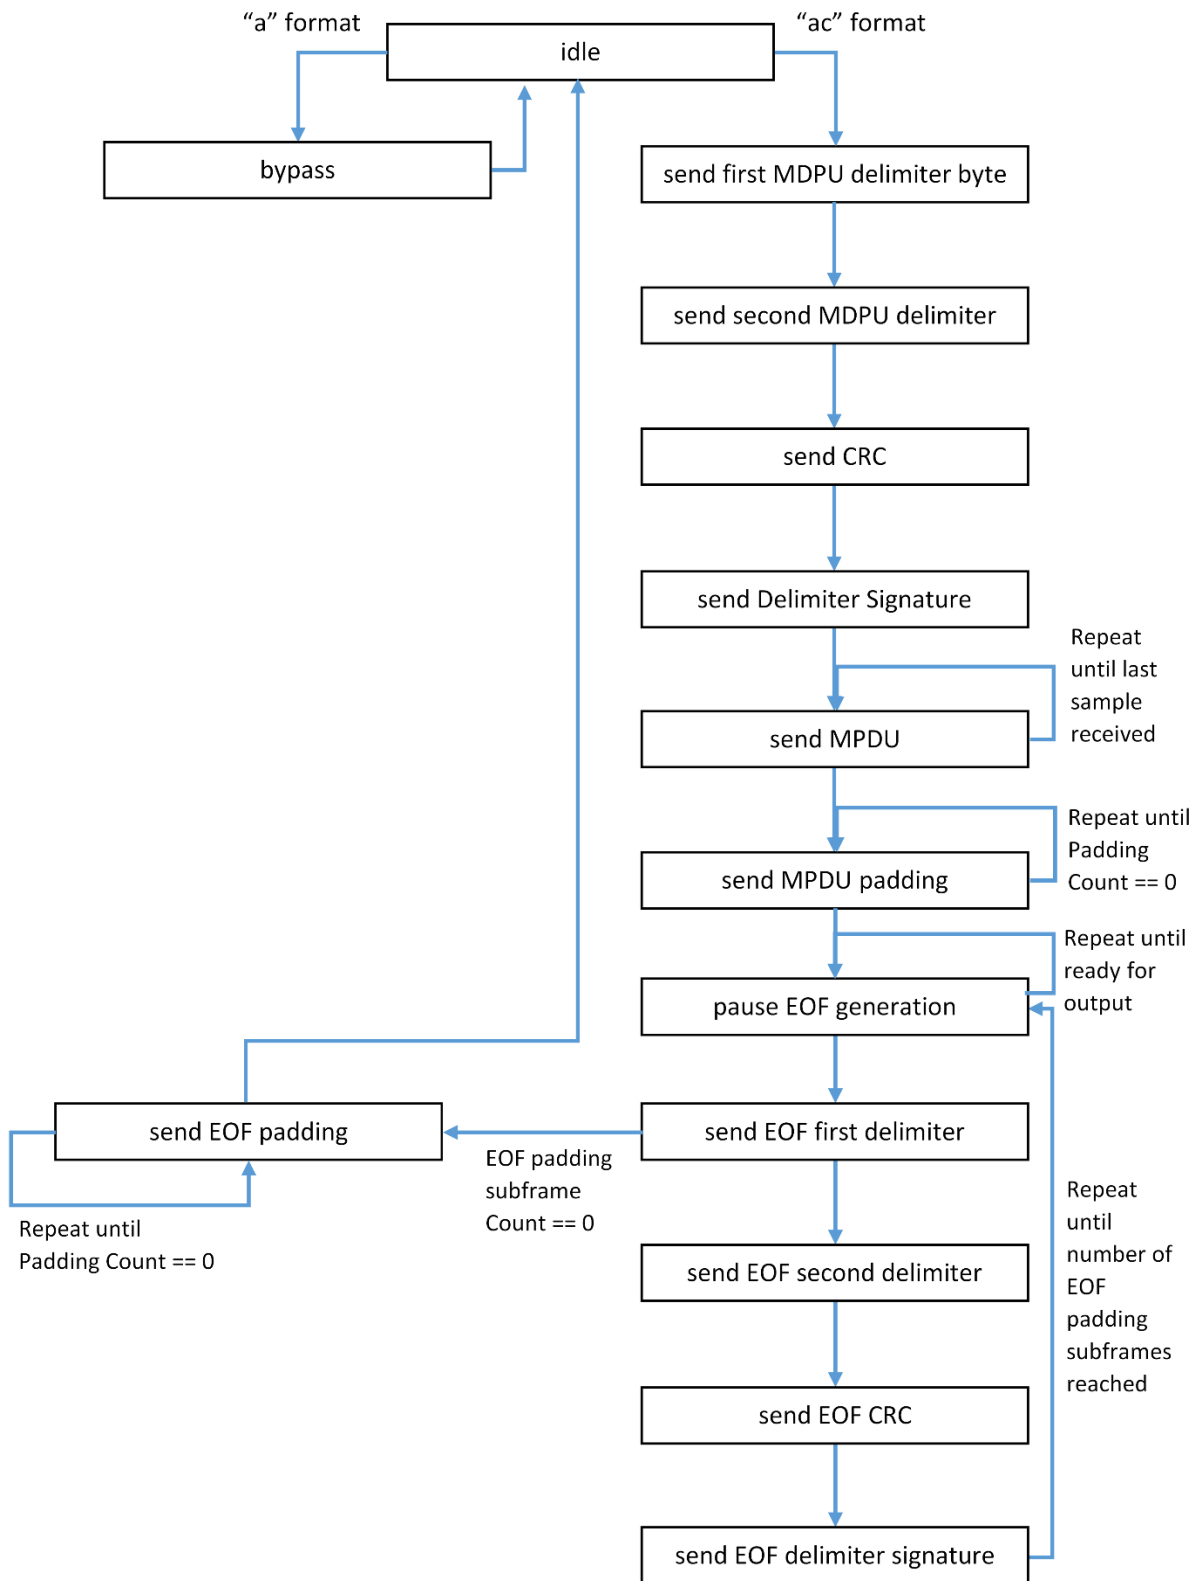 “a” format
“ac” format
idle
bypass
send first MDPU delimiter byte
send second MDPU delimiter
send CRC
send Delimiter Signature
Repeat
until last
sample
received
send MPDU
Repeat until
Padding
Count == 0
send MPDU padding
Repeat until
ready for
output
pause EOF generation
send EOF padding
send EOF first delimiter
EOF padding
subframe
Count == 0
Repeat until
Padding Count == 0
Repeat
until
number of
EOF
padding
subframes
reached
send EOF second delimiter
send EOF CRC
send EOF delimiter signature